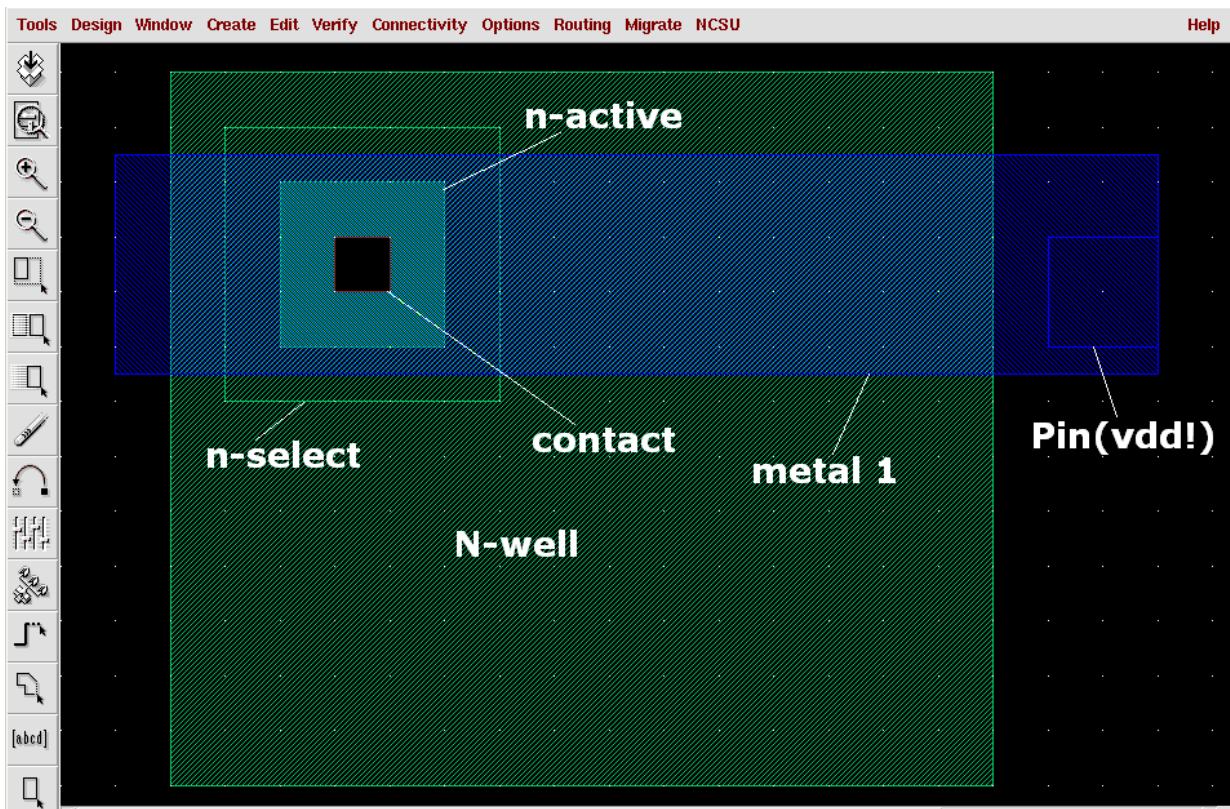 Tools Design Window Create Edit Verify Connectivity Options Routing Migrate NCSU Help
n-active
contact
n-select
metal 1
Pin(vdd!)
N-well
[abcd]